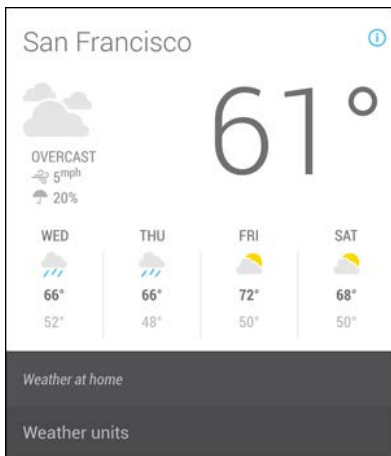 San Francisco
61°
OVERCAST
5mph
20%
WED THU FRI SAT
66° 66° 72° 68°
52° 48° 50° 50°
Weather at home
Weather units